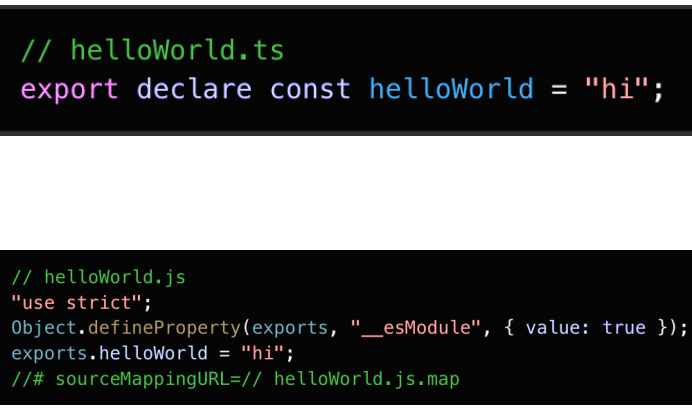 // helloWorld.ts
export declare const helloWorld = "hi";
// helloWorld.js
"use strict";
Object.defineProperty(exports, "__esModule", { value: true });
exports.helloWorld = "hi";
//# sourceMappingURL=// helloWorld.js.map